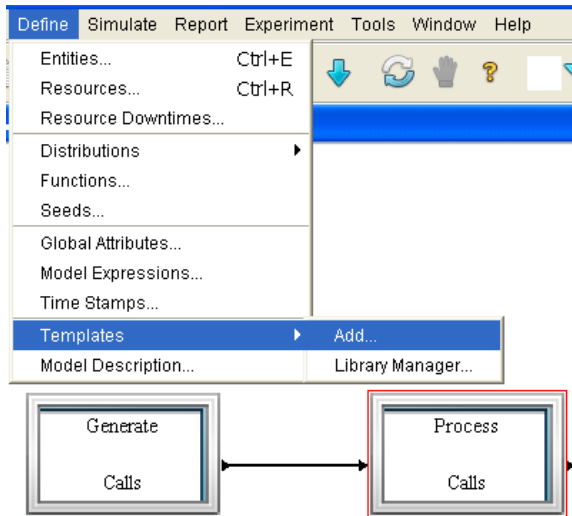 Define Simulate Report Experiment Tools Window Help
Entities... Ctrl+E
Resources... Ctrl+R
Resource Downtimes...
Distributions
Functions...
Seeds...
Global Attributes...
Model Expressions...
Time Stamps...
Templates Add...
Model Description... Library Manager...
Generate Process
Calls Calls